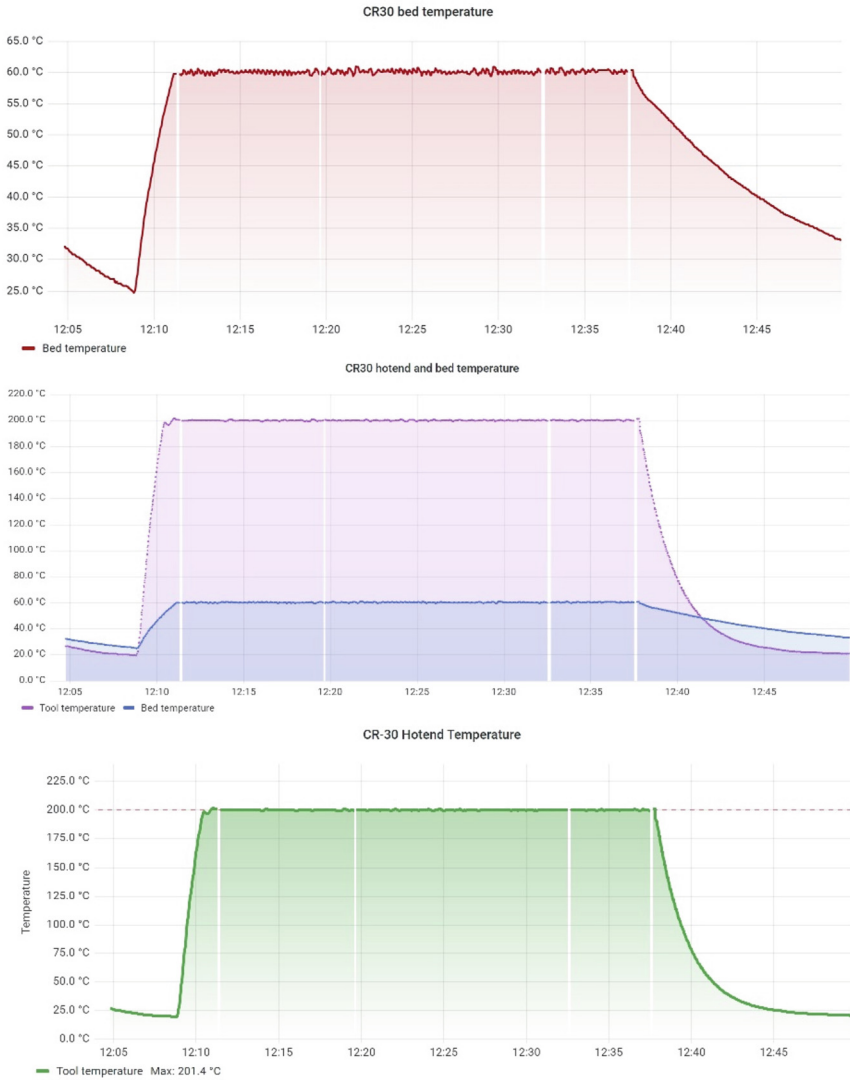 CR30 bed temperature
65.0 °C
60.0 °C
55.0 °C
50.0 °C
45.0 °C
40.0 °C
35.0 °C
30.0 °C
25.0 °C
12:05 12:10 12:15 12:20 12:25 12:30 12:35 12:40 12:45
Bed temperature
CR30 hotend and bed temperature
220.0 °C
200.0 °C
180.0 °C
160.0 °C
140.0 °C
120.0 °C
100.0 °C
80.0 °C
60.0 °C
40.0 °C
20.0 °C
0.0 °C
12:05 12:10 12:15 12:20 12:25 12:30 12:35 12:40 12:45
Tool temperature Bed temperature
CR-30 Hotend Temperature
Temperature
225.0 °C
200.0 °C
175.0 °C
150.0 °C
125.0 °C
100.0 °C
75.0 °C
50.0 °C
25.0 °C
0.0 °C
12:05 12:10 12:15 12:20 12:25 12:30 12:35 12:40 12:45
Tool temperature Max: 201.4 °C